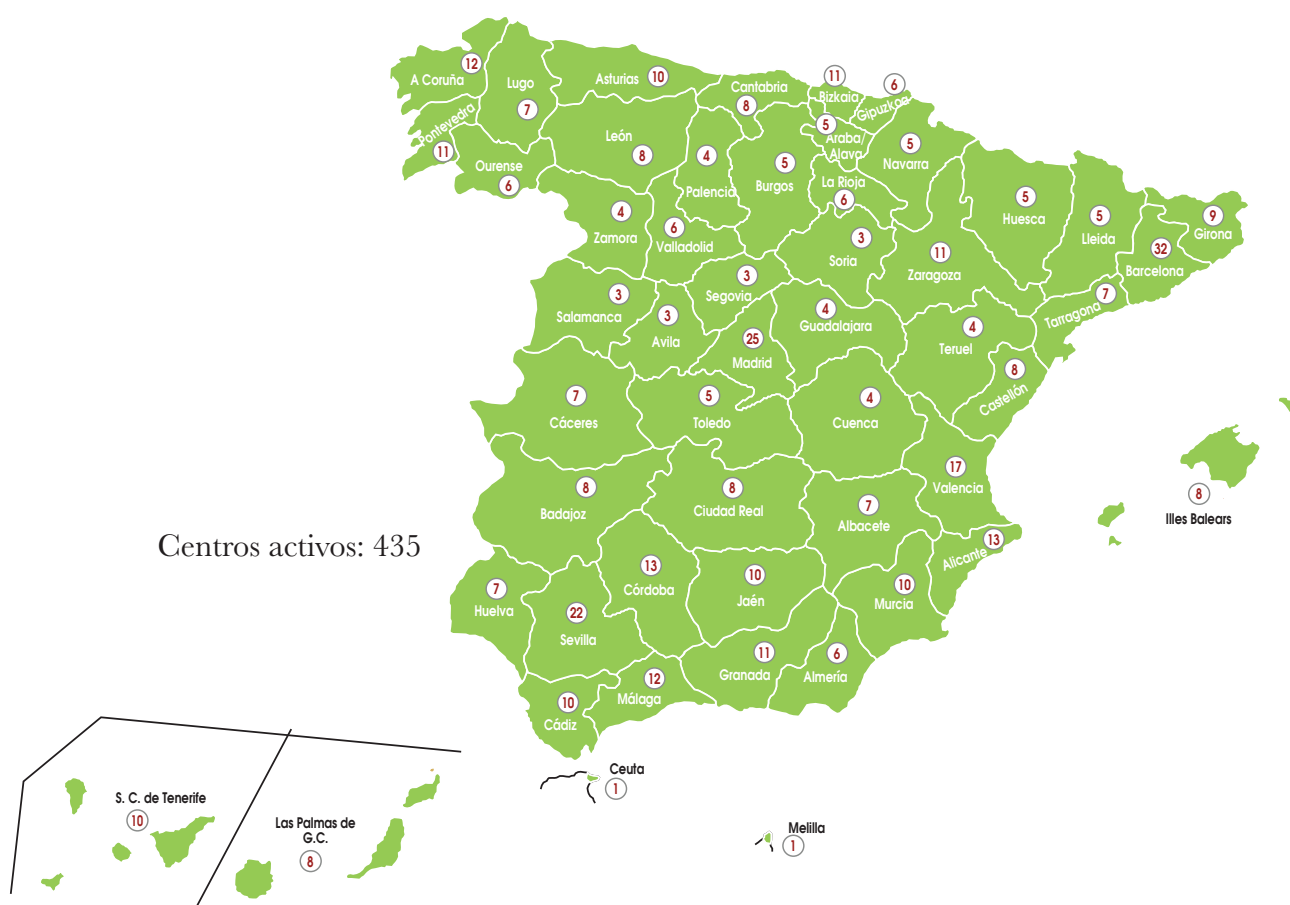 12
A Coruña
Lugo
7
Asturias
10
Cantabria
8
11
Bizkaia
6
Gipuzkoa
Pontevedra
11
Ourense
6
León
8
4
Palencia
5
Burgos
5
Araba/
Alava
5
Navarra
La Rioja
6
4
Zamora
6
Valladolid
3
Soria
11
Zaragoza
5
Huesca
5
Lleida
9
Girona
32
Barcelona
7
Tarragona
3
Salamanca
3
Avila
3
Segovia
25
Madrid
4
Guadalajara
4
Teruel
8
Castellón
7
Cáceres
5
Toledo
4
Cuenca
17
Valencia
8
Illes Balears
8
Badajoz
8
Ciudad Real
7
Albacete
13
Alicante
Centros activos: 435
7
Huelva
22
Sevilla
13
Córdoba
10
Jaén
10
Murcia
11
Granada
6
Almería
12
Málaga
10
Cádiz
Ceuta
1
Melilla
1
S. C. de Tenerife
10
Las Palmas de
G.C.
8